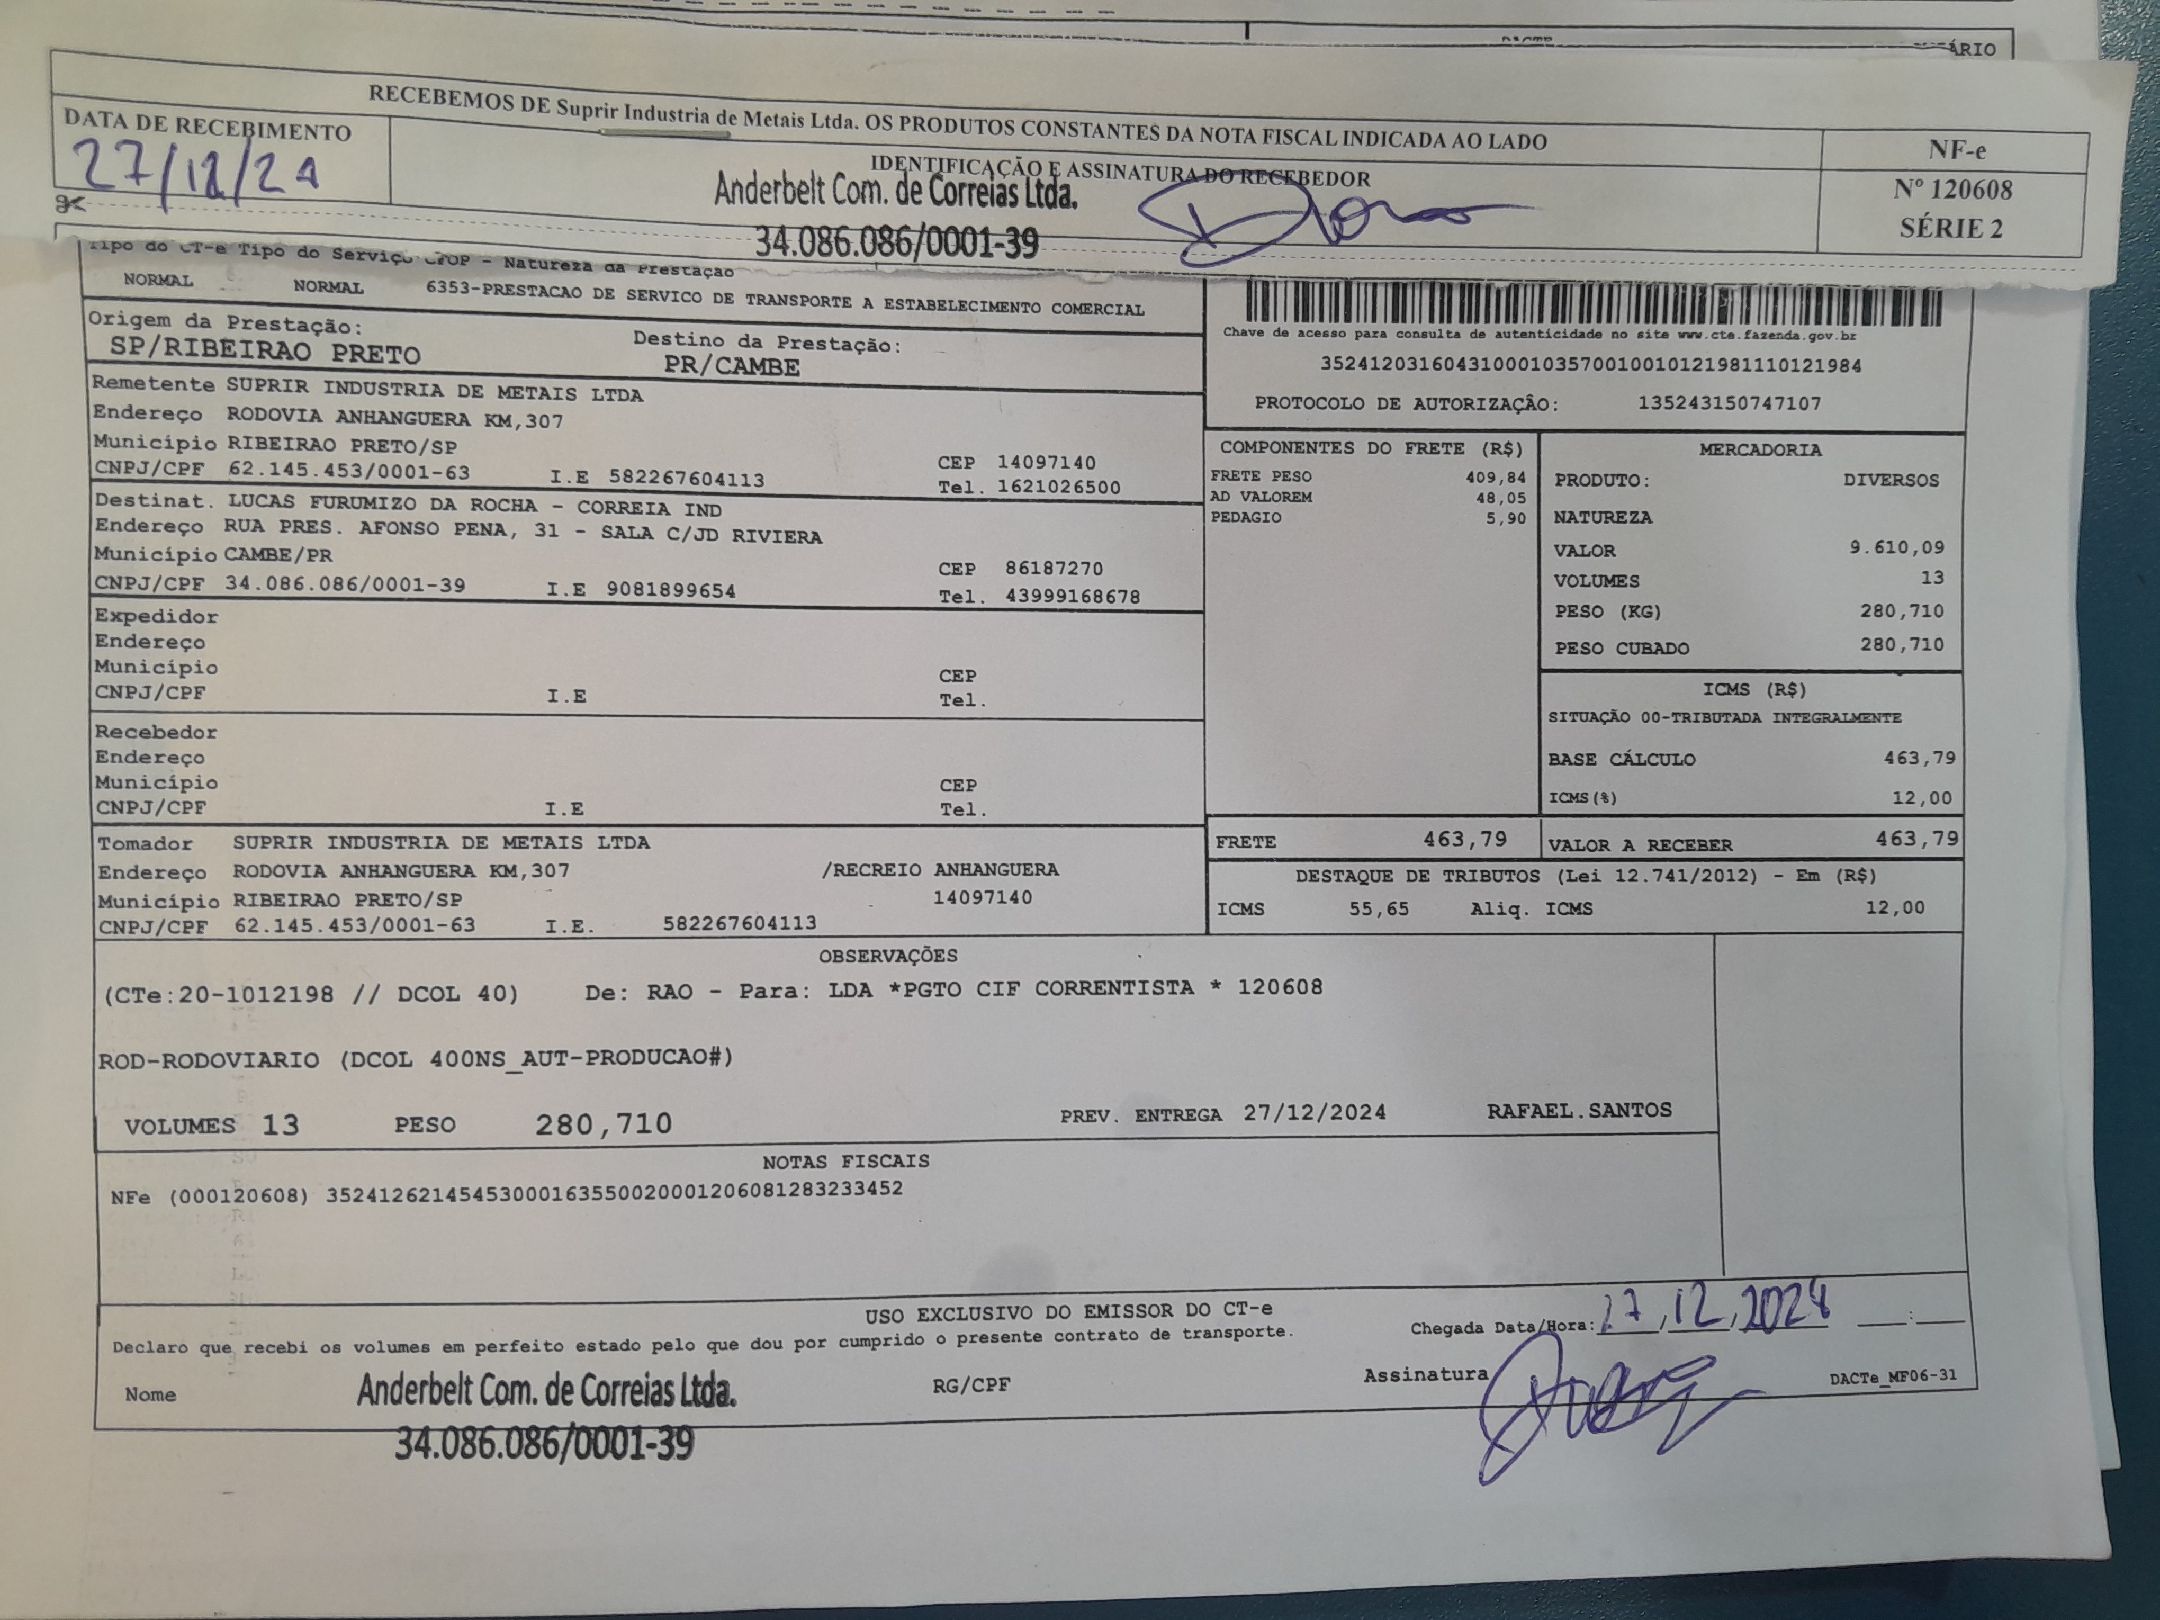 ÁRIO
RECEBEMOS DE Suprir Industria de Metais Ltda. OS PRODUTOS CONSTANTES DA NOTA FISCAL INDICADA AO LADO
DATA DE RECEBIMENTO
27/12/24
IDENTIFICAÇÃO E ASSINATURA DO RECEBEDOR
Anderbelt Com. de Correias Ltda.
34.086.086/0001-39
NF-e
Nº 120608
SÉRIE 2
Tipo do CT-e Tipo do Serviço CFOP - Natureza da Prestação
NORMAL NORMAL 6353-PRESTACAO DE SERVICO DE TRANSPORTE A ESTABELECIMENTO COMERCIAL
Origem da Prestação: Destino da Prestação:
SP/RIBEIRAO PRETO PR/CAMBE
Chave de acesso para consulta de autenticidade no site www.cte.fazenda.gov.br
35241203160431000103570010010121981110121984
PROTOCOLO DE AUTORIZAÇÃO: 135243150747107
Remetente SUPRIR INDUSTRIA DE METAIS LTDA
Endereço RODOVIA ANHANGUERA KM,307
Município RIBEIRAO PRETO/SP CEP 14097140
CNPJ/CPF 62.145.453/0001-63 I.E 582267604113 Tel. 1621026500
Destinat. LUCAS FURUMIZO DA ROCHA - CORREIA IND
Endereço RUA PRES. AFONSO PENA, 31 - SALA C/JD RIVIERA
Município CAMBE/PR CEP 86187270
CNPJ/CPF 34.086.086/0001-39 I.E 9081899654 Tel. 43999168678
Expedidor
Endereço
Município CEP
CNPJ/CPF I.E Tel.
Recebedor
Endereço
Município CEP
CNPJ/CPF I.E Tel.
Tomador SUPRIR INDUSTRIA DE METAIS LTDA
Endereço RODOVIA ANHANGUERA KM,307 /RECREIO ANHANGUERA
Município RIBEIRAO PRETO/SP 14097140
CNPJ/CPF 62.145.453/0001-63 I.E. 582267604113
COMPONENTES DO FRETE (R$)
FRETE PESO 409,84
AD VALOREM 48,05
PEDAGIO 5,90
MERCADORIA
PRODUTO: DIVERSOS
NATUREZA
VALOR 9.610,09
VOLUMES 13
PESO (KG) 280,710
PESO CUBADO 280,710
ICMS (R$)
SITUAÇÃO 00-TRIBUTADA INTEGRALMENTE
BASE CÁLCULO 463,79
ICMS(%) 12,00
FRETE 463,79 VALOR A RECEBER 463,79
DESTAQUE DE TRIBUTOS (Lei 12.741/2012) - Em (R$)
ICMS 55,65 Aliq. ICMS 12,00
OBSERVAÇÕES
(CTe:20-1012198 // DCOL 40) De: RAO - Para: LDA *PGTO CIF CORRENTISTA * 120608
ROD-RODOVIARIO (DCOL 400NS_AUT-PRODUCAO#)
VOLUMES 13 PESO 280,710 PREV. ENTREGA 27/12/2024 RAFAEL.SANTOS
NOTAS FISCAIS
NFe (000120608) 35241262145453000163550020001206081283233452
USO EXCLUSIVO DO EMISSOR DO CT-e
Declaro que recebi os volumes em perfeito estado pelo que dou por cumprido o presente contrato de transporte.
Chegada Data/Hora: 27,12,2024 __:__
Nome Anderbelt Com. de Correias Ltda. RG/CPF Assinatura DACTe_MF06-31
34.086.086/0001-39